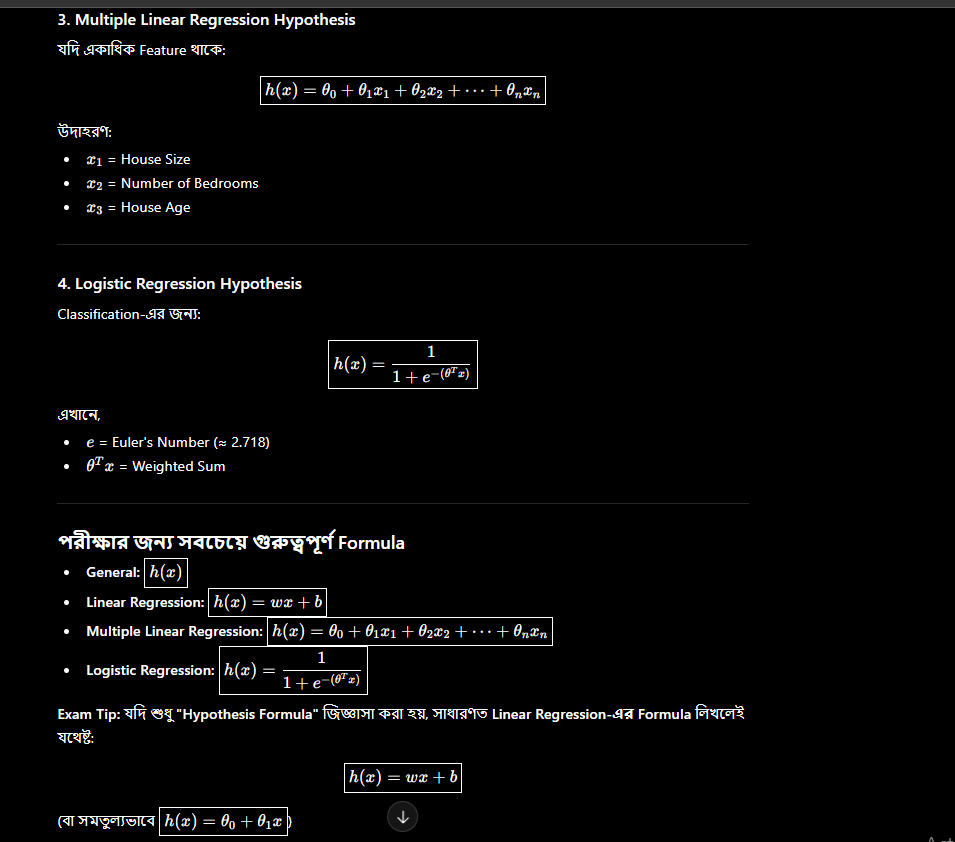 3. Multiple Linear Regression Hypothesis
যদি একাধিক Feature থাকে:
h(x) = θ₀ + θ₁x₁ + θ₂x₂ + ⋯ + θₙxₙ
উদাহরণ:
• x₁ = House Size
• x₂ = Number of Bedrooms
• x₃ = House Age
4. Logistic Regression Hypothesis
Classification-এর জন্য:
h(x) = 1 / (1 + e^−(θᵀx))
এখানে,
• e = Euler's Number (≈ 2.718)
• θᵀx = Weighted Sum
পরীক্ষার জন্য সবচেয়ে গুরুত্বপূর্ণ Formula
• General: h(x)
• Linear Regression: h(x) = wx + b
• Multiple Linear Regression: h(x) = θ₀ + θ₁x₁ + θ₂x₂ + ⋯ + θₙxₙ
• Logistic Regression: h(x) = 1 / (1 + e^−(θᵀx))
Exam Tip: যদি শুধু "Hypothesis Formula" জিজ্ঞাসা করা হয়, সাধারণত Linear Regression-এর Formula লিখলেই
যথেষ্ট:
h(x) = wx + b
(বা সমতুল্যভাবে h(x) = θ₀ + θ₁x)